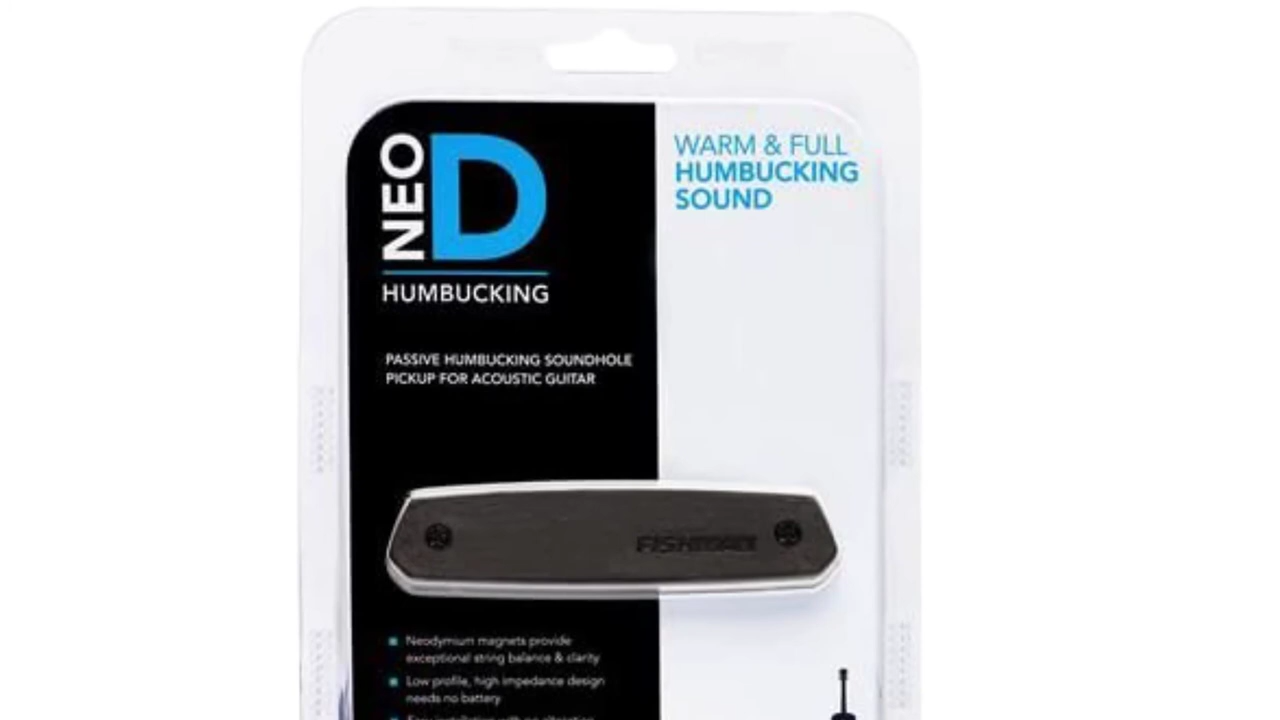 NEO
D
HUMBUCKING
WARM & FULL
HUMBUCKING
SOUND
PASSIVE HUMBUCKING SOUNDHOLE
PICKUP FOR ACOUSTIC GUITAR
FISHMAN
Neodymium magnets provide
exceptional string balance & clarity
Low profile, high impedance design
needs no battery